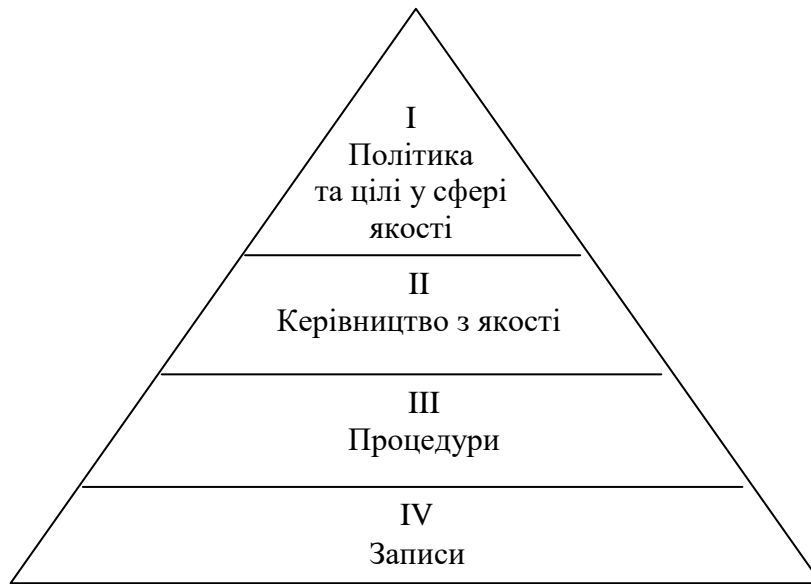 I
Політика
та цілі у сфері
якості
II
Керівництво з якості
III
Процедури
IV
Записи